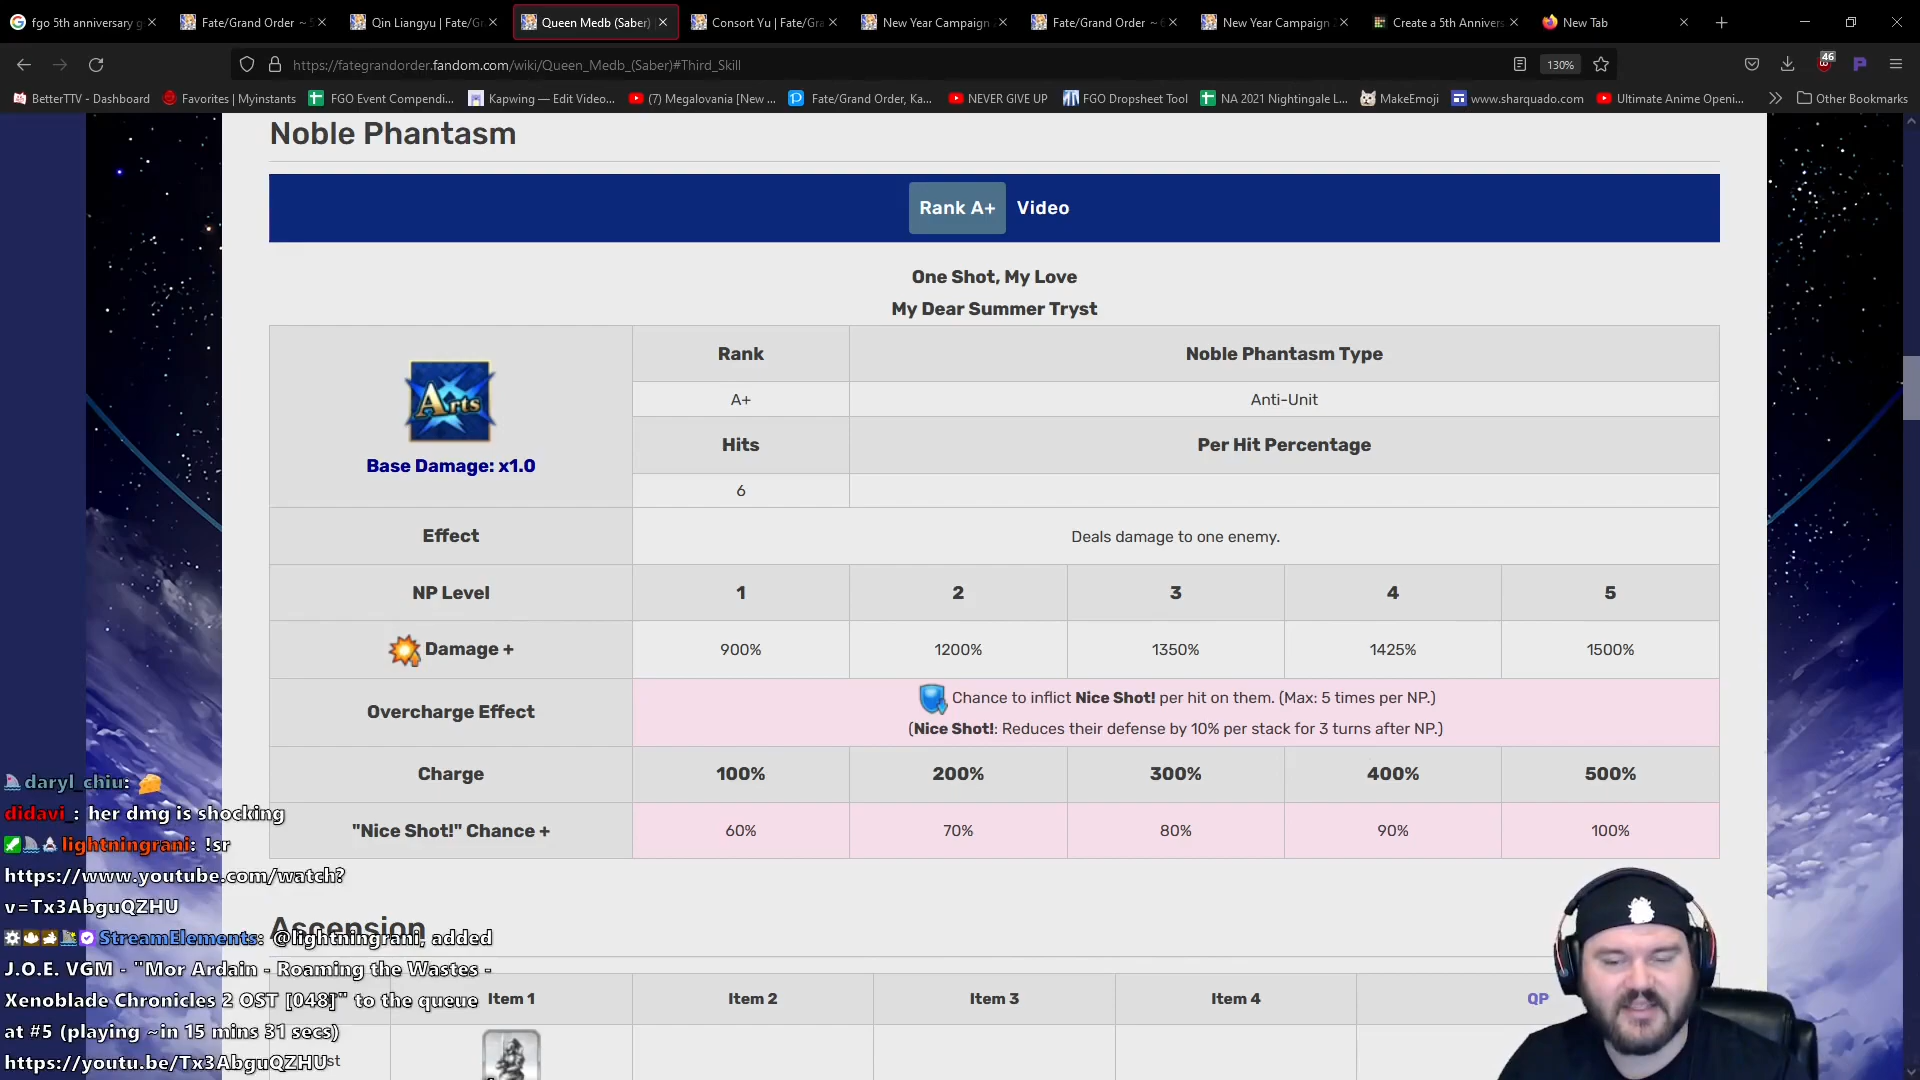 fgo 5th anniversary g
Fate/Grand Order ~ 5
Qin Liangyu | Fate/G
Queen Medb (Saber)
Consort Yu | Fate/Gra
New Year Campaign
Fate/Grand Order ~ 6
New Year Campaign
Create a 5th Annivers
New Tab
https://fategrandorder.fandom.com/wiki/Queen_Medb_(Saber)#Third_Skill
130%
46
BetterTTV - Dashboard
Favorites | Myinstants
FGO Event Compendi...
Kapwing — Edit Video...
(7) Megalovania [New ...
Fate/Grand Order, Ka...
NEVER GIVE UP
FGO Dropsheet Tool
NA 2021 Nightingale L...
MakeEmoji
www.sharquado.com
Ultimate Anime Openi...
Other Bookmarks
Noble Phantasm
Rank A+ Video
One Shot, My Love
My Dear Summer Tryst
Arts
Base Damage: x1.0
Rank Noble Phantasm Type
A+ Anti-Unit
Hits Per Hit Percentage
6
Effect Deals damage to one enemy.
NP Level 1 2 3 4 5
Damage + 900% 1200% 1350% 1425% 1500%
Overcharge Effect
Chance to inflict Nice Shot! per hit on them. (Max: 5 times per NP.)
(Nice Shot!: Reduces their defense by 10% per stack for 3 turns after NP.)
Charge 100% 200% 300% 400% 500%
"Nice Shot!" Chance + 60% 70% 80% 90% 100%
Ascension
Item 1 Item 2 Item 3 Item 4 QP
st
daryl_chiu:
didavi_: her dmg is shocking
lightningrani: !sr
https://www.youtube.com/watch?
v=Tx3AbguQZHU
StreamElements: @lightningrani, added
J.O.E. VGM - "Mor Ardain - Roaming the Wastes -
Xenoblade Chronicles 2 OST [048]" to the queue
at #5 (playing ~in 15 mins 31 secs)
https://youtu.be/Tx3AbguQZHU